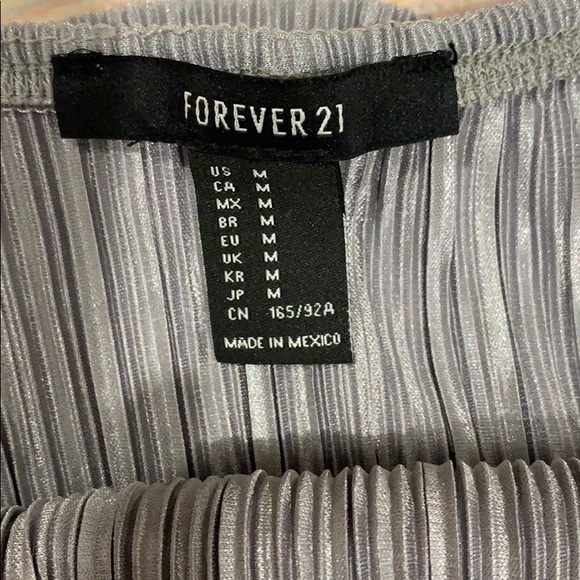 FOREVER 21
US M
CA M
MX M
BR M
EU M
UK M
KR M
JP M
CN 165/92A
MADE IN MEXICO